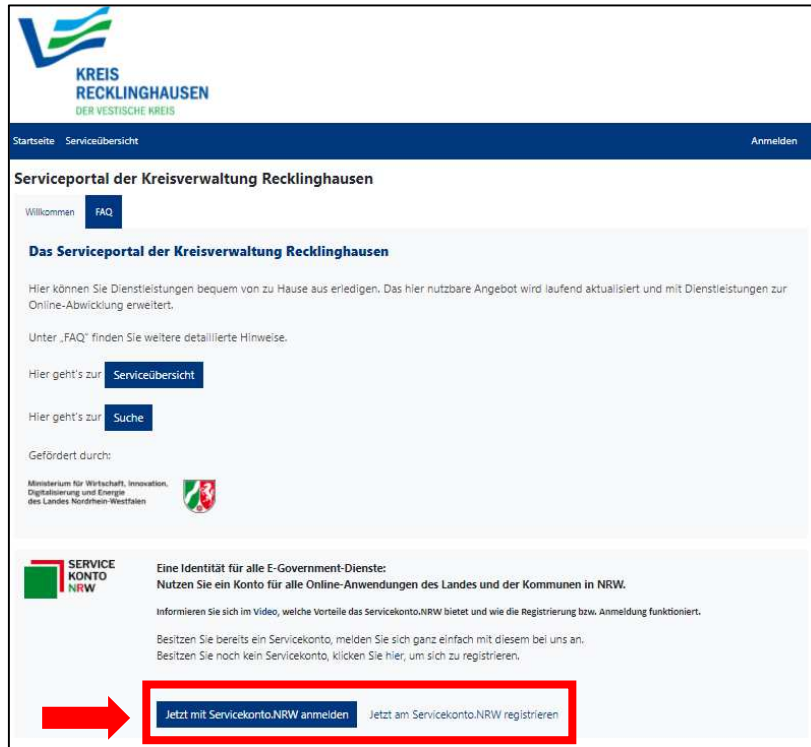 KREIS
RECKLINGHAUSEN
DER VESTISCHE KREIS
Startseite Serviceübersicht Anmelden
Serviceportal der Kreisverwaltung Recklinghausen
Willkommen FAQ
Das Serviceportal der Kreisverwaltung Recklinghausen
Hier können Sie Dienstleistungen bequem von zu Hause aus erledigen. Das hier nutzbare Angebot wird laufend aktualisiert und mit Dienstleistungen zur
Online-Abwicklung erweitert.
Unter „FAQ" finden Sie weitere detaillierte Hinweise.
Hier geht's zur Serviceübersicht
Hier geht's zur Suche
Gefördert durch:
Ministerium für Wirtschaft, Innovation,
Digitalisierung und Energie
des Landes Nordrhein-Westfalen
SERVICE
KONTO
NRW
Eine Identität für alle E-Government-Dienste:
Nutzen Sie ein Konto für alle Online-Anwendungen des Landes und der Kommunen in NRW.
Informieren Sie sich im Video, welche Vorteile das Servicekonto.NRW bietet und wie die Registrierung bzw. Anmeldung funktioniert.
Besitzen Sie bereits ein Servicekonto, melden Sie sich ganz einfach mit diesem bei uns an.
Besitzen Sie noch kein Servicekonto, klicken Sie hier, um sich zu registrieren.
Jetzt mit Servicekonto.NRW anmelden Jetzt am Servicekonto.NRW registrieren